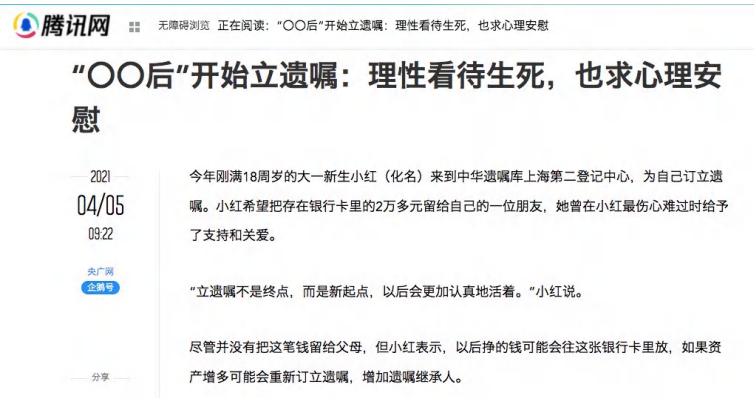 腾讯网 无障碍浏览 正在阅读：“〇〇后”开始立遗嘱：理性看待生死，也求心理安慰
“〇〇后”开始立遗嘱：理性看待生死，也求心理安
慰
2021
04/05
09:22
央广网
企鹅号
分享
今年刚满18周岁的大一新生小红（化名）来到中华遗嘱库上海第二登记中心，为自己订立遗
嘱。小红希望把存在银行卡里的2万多元留给自己的一位朋友，她曾在小红最伤心难过时给予
了支持和关爱。
“立遗嘱不是终点，而是新起点，以后会更加认真地活着。”小红说。
尽管并没有把这笔钱留给父母，但小红表示，以后挣的钱可能会往这张银行卡里放，如果资
产增多可能会重新订立遗嘱，增加遗嘱继承人。